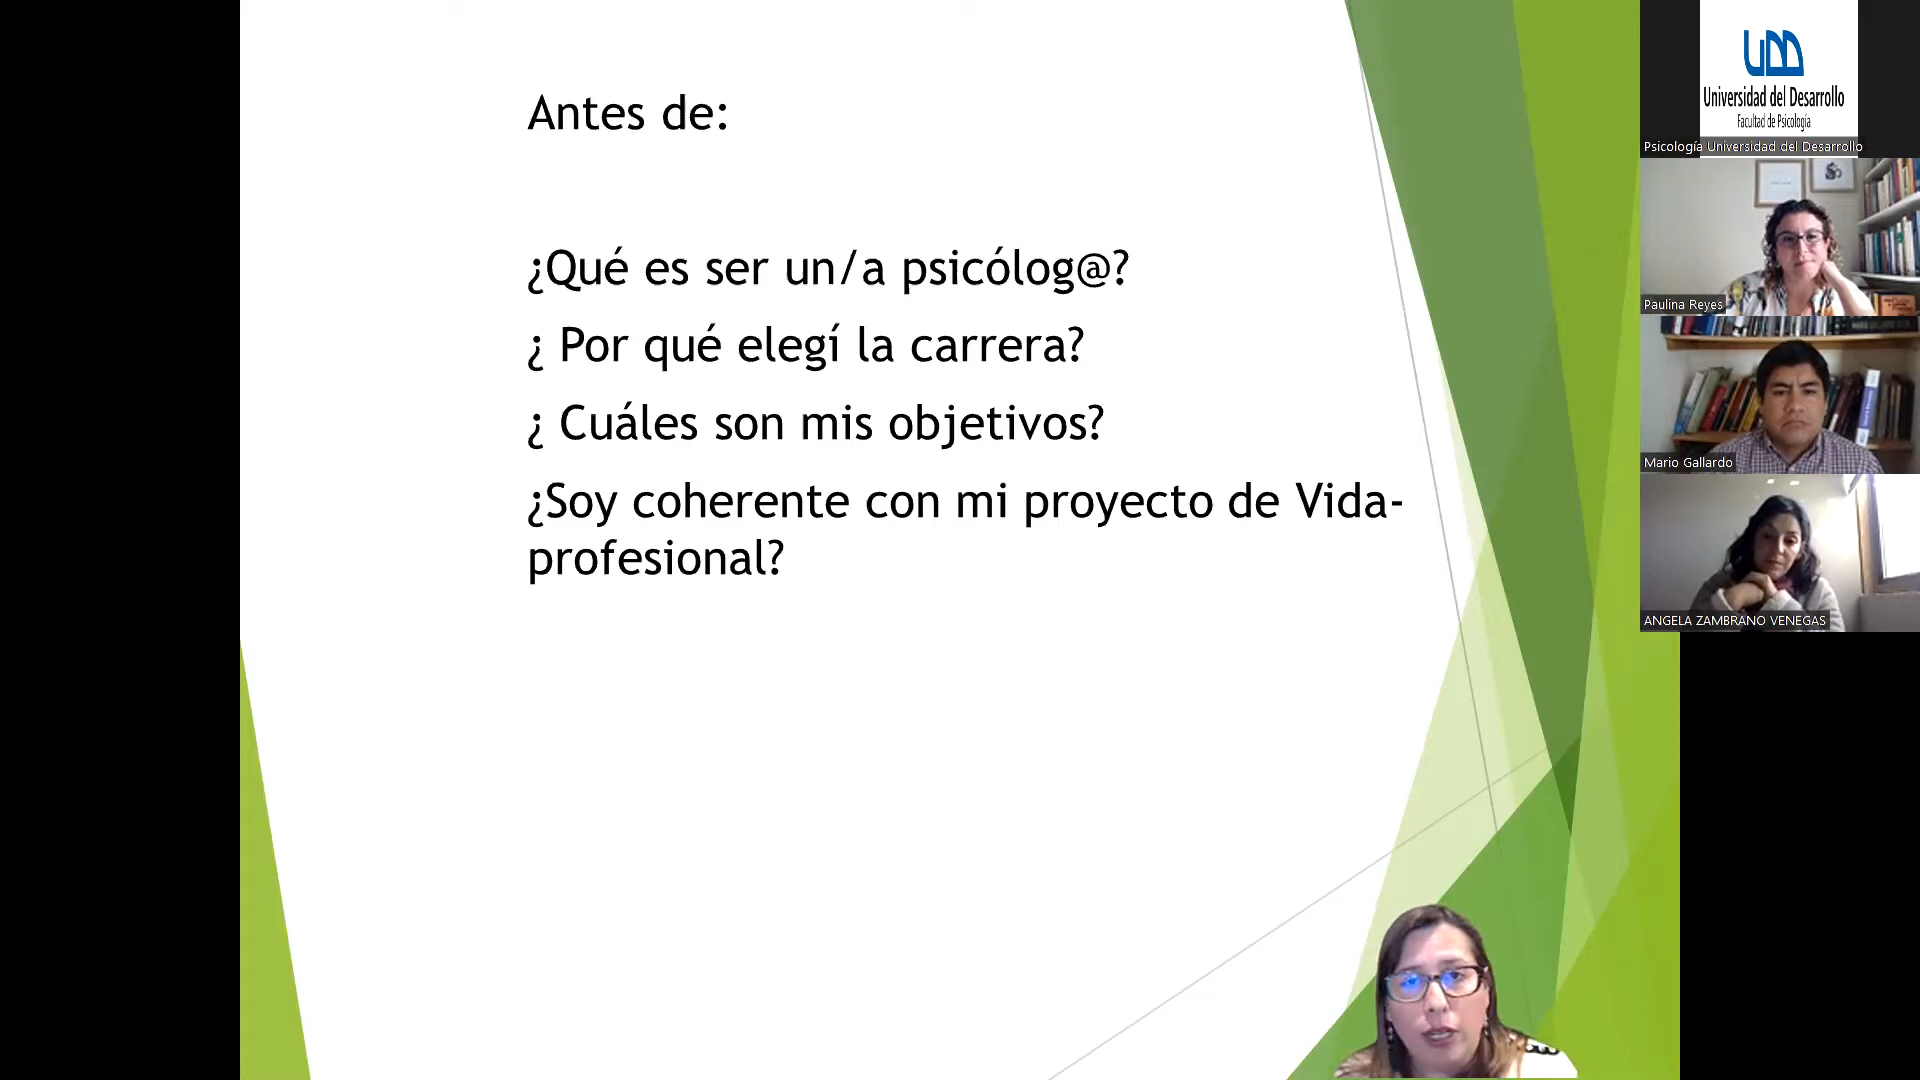 Antes de:
¿Qué es ser un/a psicólog@?
¿ Por qué elegí la carrera?
¿ Cuáles son mis objetivos?
¿Soy coherente con mi proyecto de Vida-
profesional?
Universidad del Desarrollo
Facultad de Psicología
Psicología Universidad del Desarrollo
Paulina Reyes
Mario Gallardo
ANGELA ZAMBRANO VENEGAS